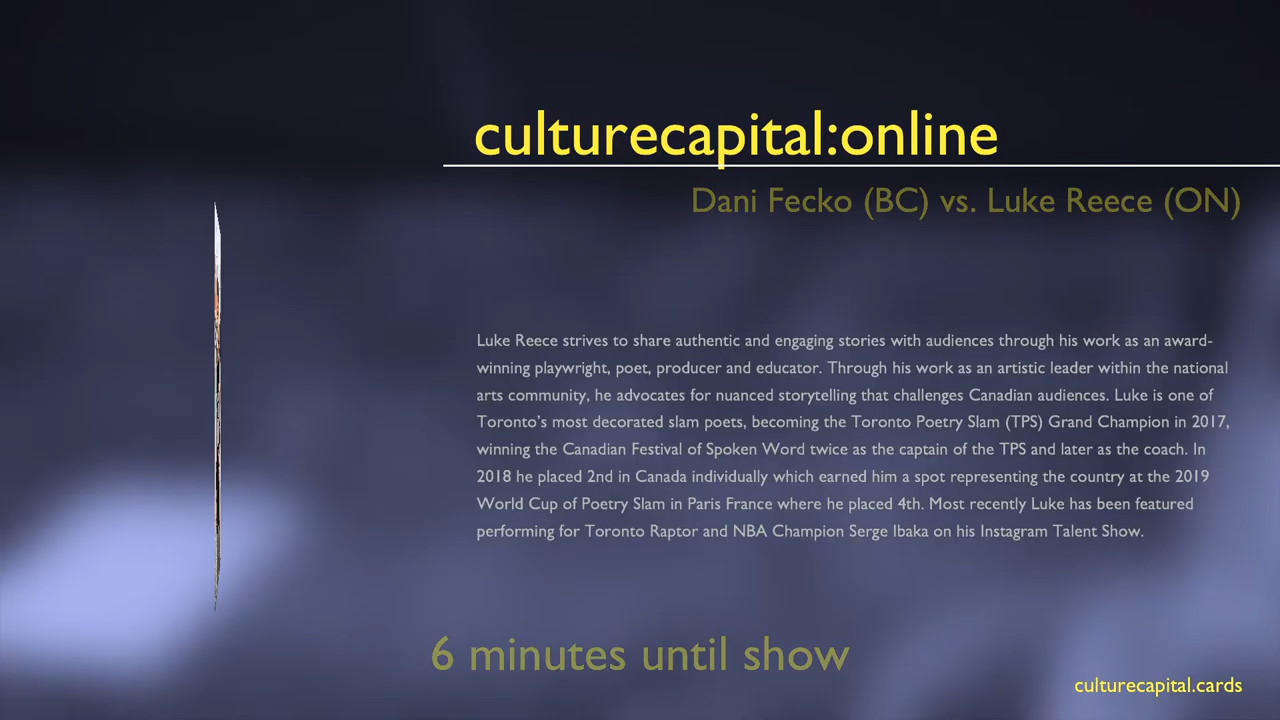 culturecapital:online
Dani Fecko (BC) vs. Luke Reece (ON)
Luke Reece strives to share authentic and engaging stories with audiences through his work as an award-
winning playwright, poet, producer and educator. Through his work as an artistic leader within the national
arts community, he advocates for nuanced storytelling that challenges Canadian audiences. Luke is one of
Toronto's most decorated slam poets, becoming the Toronto Poetry Slam (TPS) Grand Champion in 2017,
winning the Canadian Festival of Spoken Word twice as the captain of the TPS and later as the coach. In
2018 he placed 2nd in Canada individually which earned him a spot representing the country at the 2019
World Cup of Poetry Slam in Paris France where he placed 4th. Most recently Luke has been featured
performing for Toronto Raptor and NBA Champion Serge Ibaka on his Instagram Talent Show.
6 minutes until show
culturecapital.cards